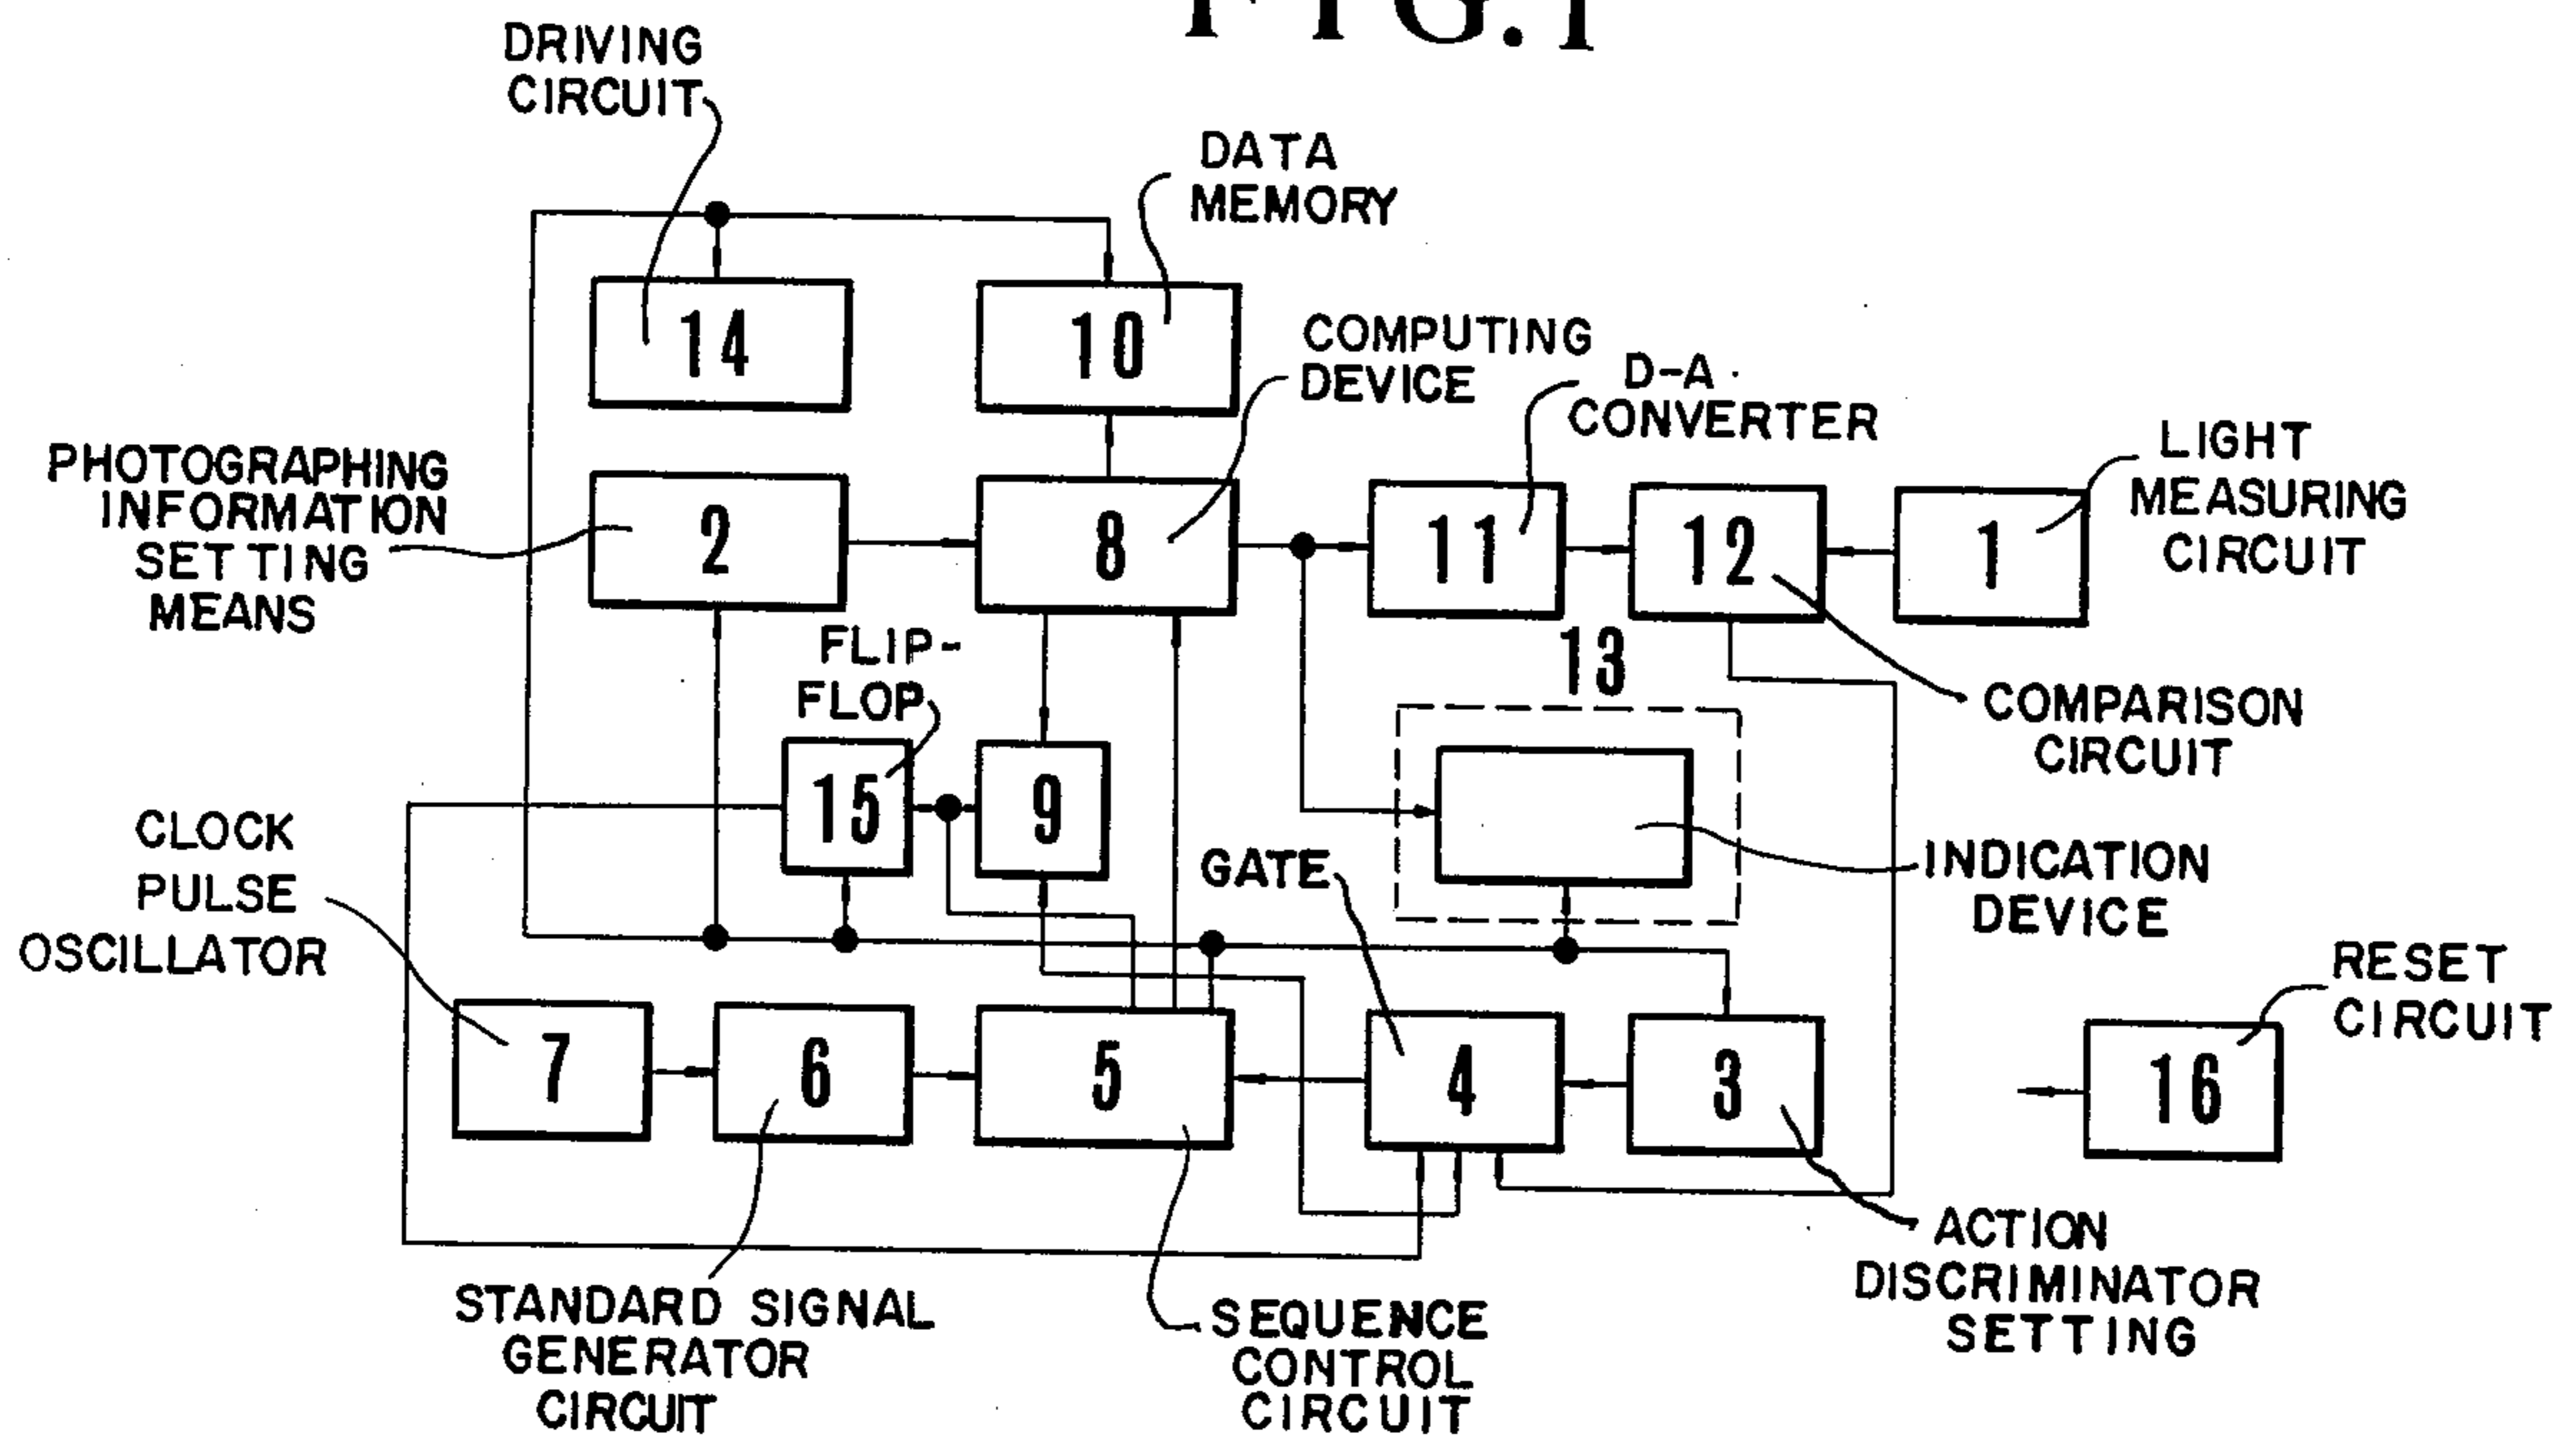 FIG.1
DRIVING
CIRCUIT
DATA
MEMORY
14
10
COMPUTING
DEVICE
D-A
CONVERTER
LIGHT
MEASURING
CIRCUIT
PHOTOGRAPHING
INFORMATION
SETTING
MEANS
2
8
11
12
1
13
FLIP-
FLOP
COMPARISON
CIRCUIT
15
9
CLOCK
PULSE
OSCILLATOR
GATE
INDICATION
DEVICE
RESET
CIRCUIT
7
6
5
4
3
16
STANDARD SIGNAL
GENERATOR
CIRCUIT
SEQUENCE
CONTROL
CIRCUIT
ACTION
DISCRIMINATOR
SETTING